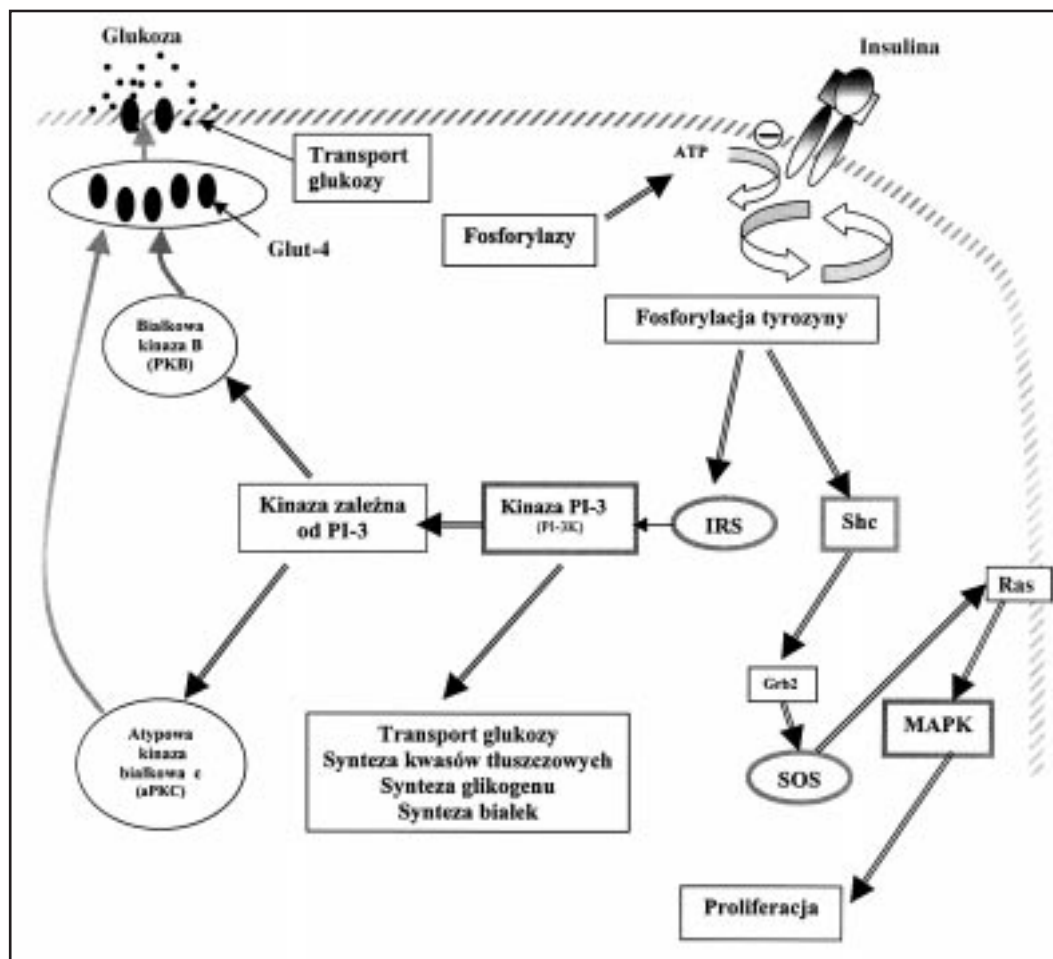 Glukoza
Insulina
Transport
glukozy
ATP
Fosforylazy
Glut-4
Białkowa
kinaza B
(PKB)
Fosforylacja tyrozyny
Kinaza zależna
od PI-3
Kinaza PI-3
(PI-3K)
IRS
Shc
Ras
Grb2
MAPK
SOS
Atypowa
kinaza
białkowa c
(aPKC)
Transport glukozy
Synteza kwasów tłuszczowych
Synteza glikogenu
Synteza białek
Proliferacja